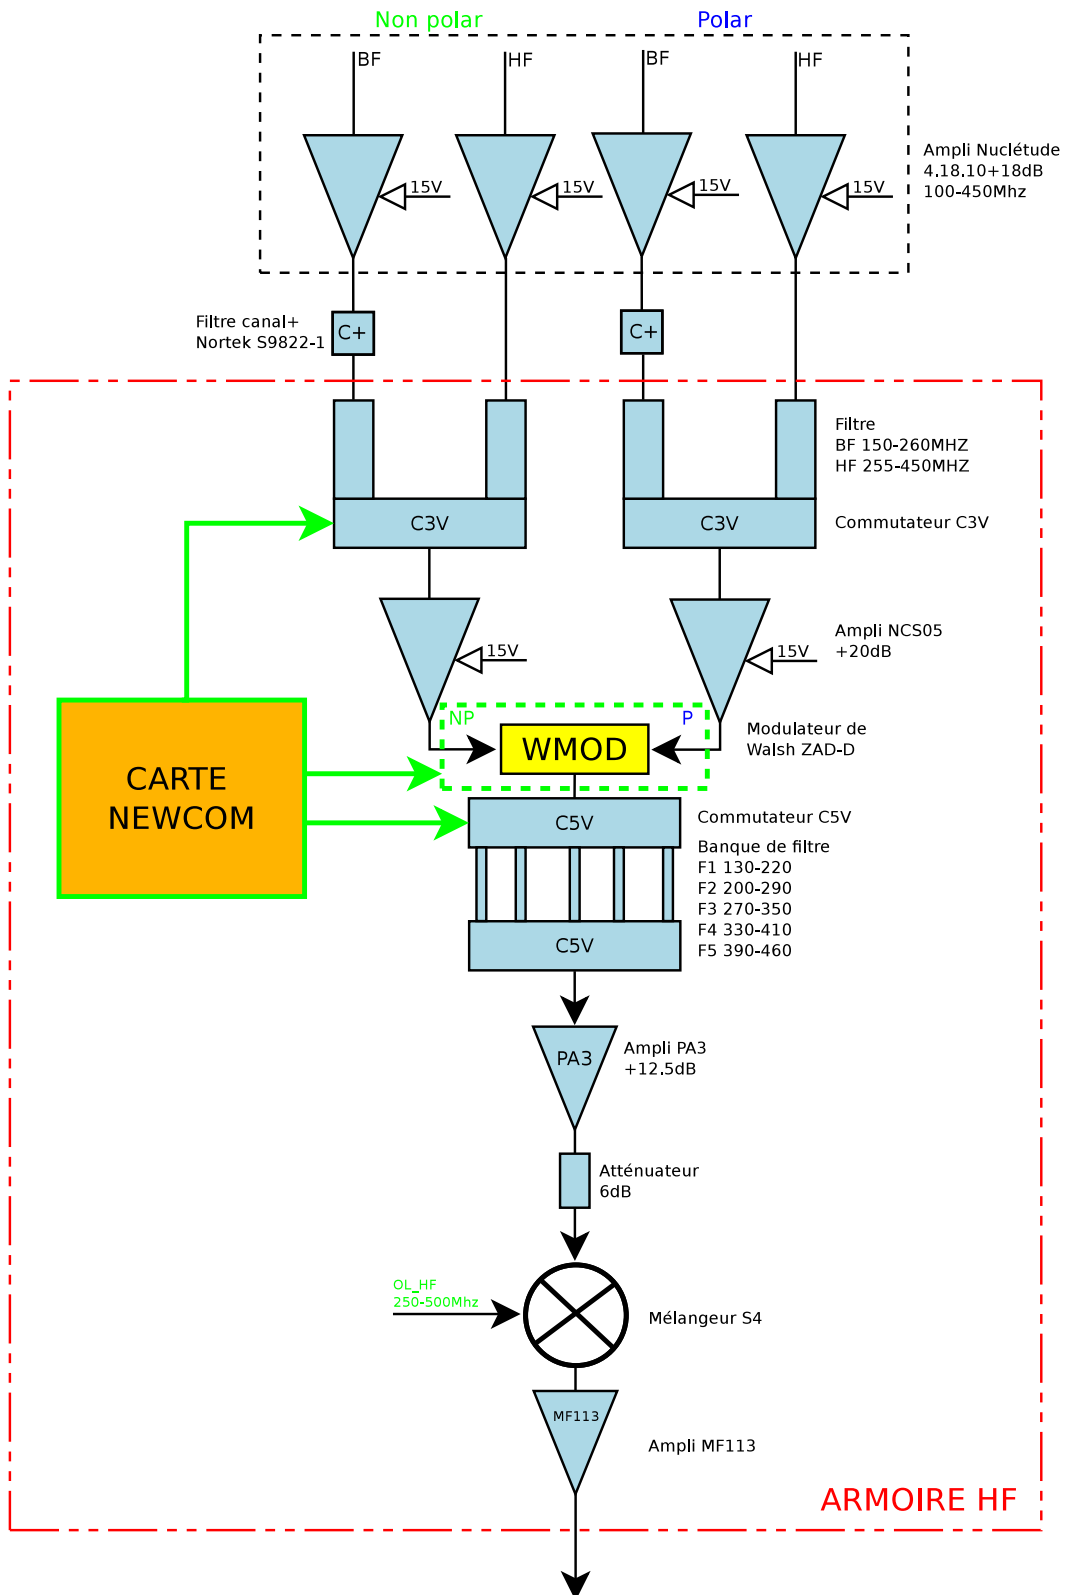 Non polar
Polar
BF
HF
BF
HF
Ampli Nuclétude
4.18.10+18dB
100-450Mhz
15V
15V
15V
15V
Filtre canal+
Nortek S9822-1
C+
C+
Filtre
BF 150-260MHZ
HF 255-450MHZ
C3V
C3V
Commutateur C3V
Ampli NCS05
+20dB
15V
15V
NP
P
WMOD
Modulateur de
Walsh ZAD-D
CARTE
NEWCOM
C5V
Commutateur C5V
Banque de filtre
F1 130-220
F2 200-290
F3 270-350
F4 330-410
F5 390-460
C5V
PA3
Ampli PA3
+12.5dB
Atténuateur
6dB
OL_HF
250-500Mhz
Mélangeur S4
MF113
Ampli MF113
ARMOIRE HF